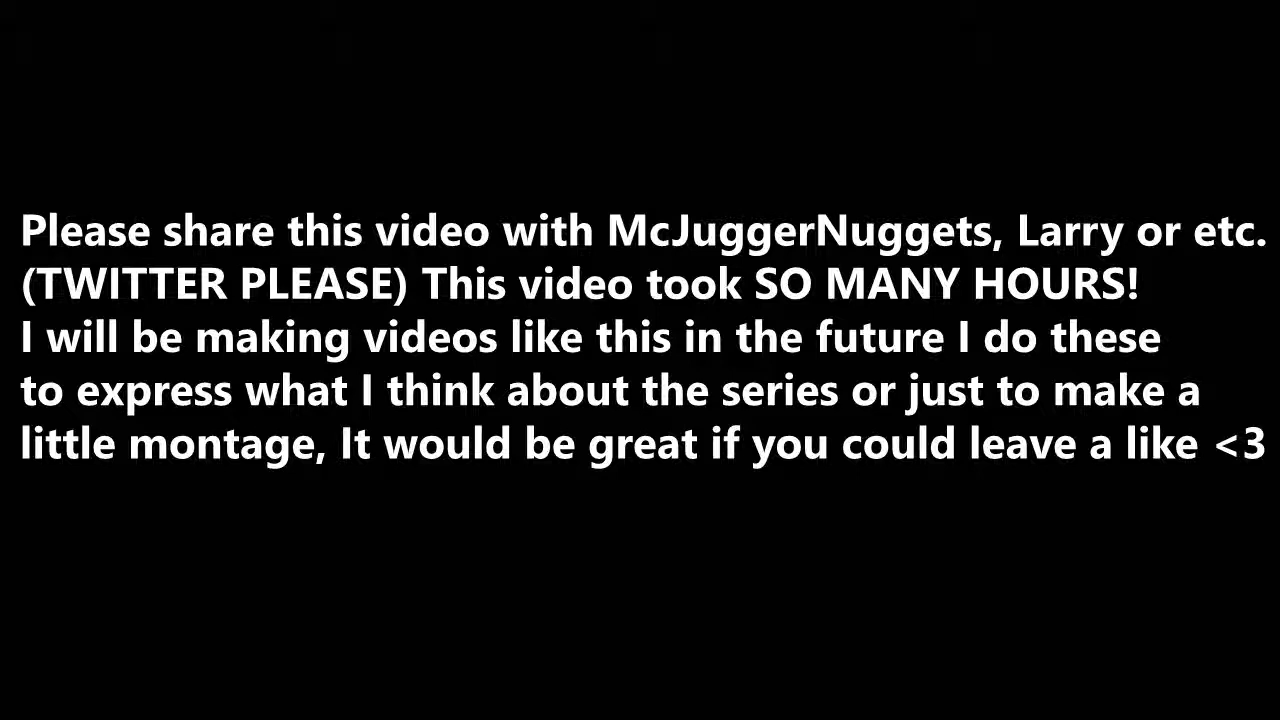 Please share this video with McJuggerNuggets, Larry or etc.
(TWITTER PLEASE) This video took SO MANY HOURS!
I will be making videos like this in the future I do these
to express what I think about the series or just to make a
little montage, It would be great if you could leave a like <3